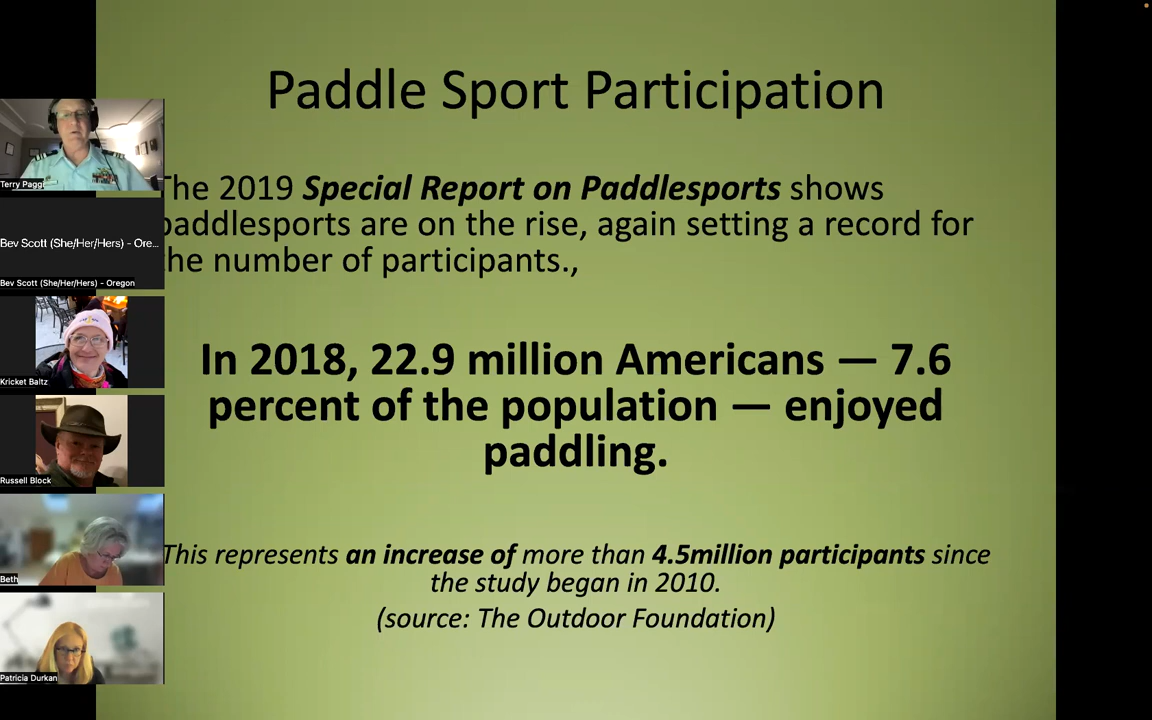 Paddle Sport Participation
The 2019 Special Report on Paddlesports shows
paddlesports are on the rise, again setting a record for
the number of participants.,
In 2018, 22.9 million Americans — 7.6
percent of the population — enjoyed
paddling.
This represents an increase of more than 4.5million participants since
the study began in 2010.
(source: The Outdoor Foundation)
Terry Paggi
Bev Scott (She/Her/Hers) - Ore...
Bev Scott (She/Her/Hers) - Oregon
Kricket Baltz
Russell Block
Beth
Patricia Durkan